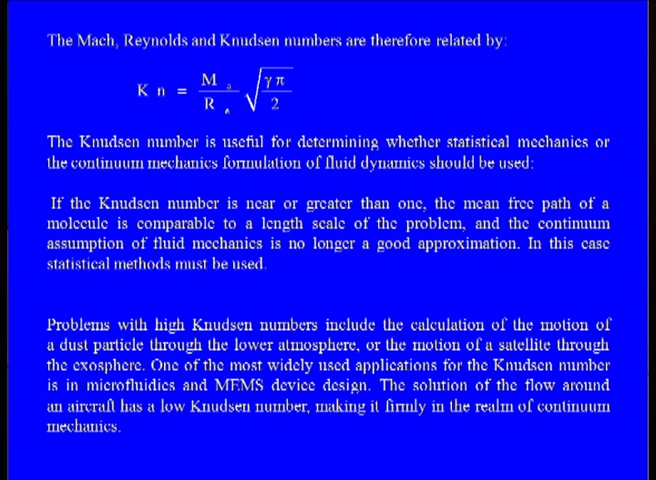 The Mach, Reynolds and Knudsen numbers are therefore related by:
K n = M a / R e √ γ π / 2
The Knudsen number is useful for determining whether statistical mechanics or
the continuum mechanics formulation of fluid dynamics should be used:
If the Knudsen number is near or greater than one, the mean free path of a
molecule is comparable to a length scale of the problem, and the continuum
assumption of fluid mechanics is no longer a good approximation. In this case
statistical methods must be used.
Problems with high Knudsen numbers include the calculation of the motion of
a dust particle through the lower atmosphere, or the motion of a satellite through
the exosphere. One of the most widely used applications for the Knudsen number
is in microfluidics and MEMS device design. The solution of the flow around
an aircraft has a low Knudsen number, making it firmly in the realm of continuum
mechanics.